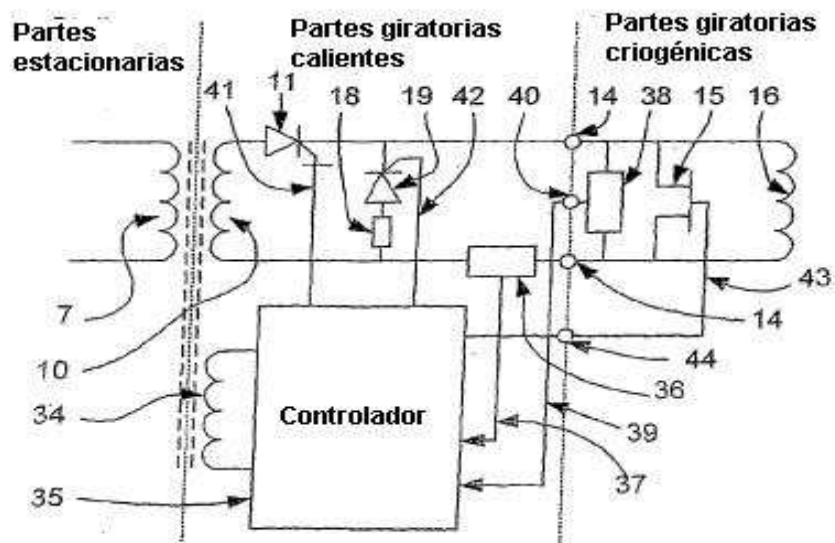 Partes
estacionarias
Partes giratorias
calientes
Partes giratorias
criogénicas
41
11
18
19
42
40
14
38
15
16
7
10
34
35
Controlador
36
37
39
44
14
43